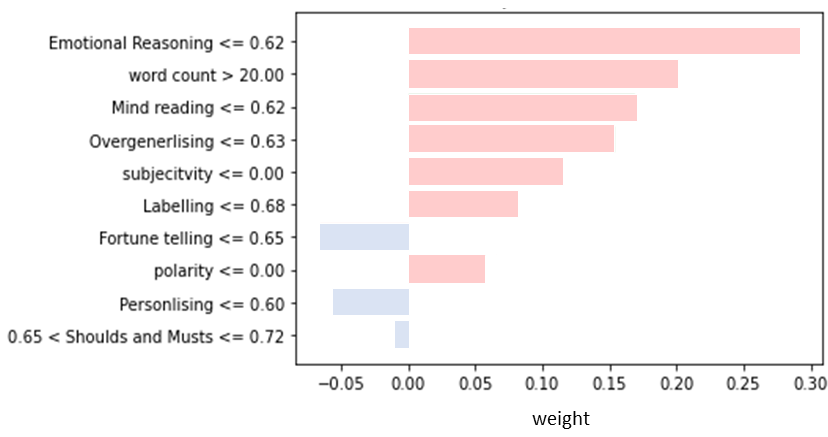 Emotional Reasoning <= 0.62
word count > 20.00
Mind reading <= 0.62
Overgenerlising <= 0.63
subjecitvity <= 0.00
Labelling <= 0.68
Fortune telling <= 0.65
polarity <= 0.00
Personlising <= 0.60
0.65 < Shoulds and Musts <= 0.72
−0.05 0.00 0.05 0.10 0.15 0.20 0.25 0.30
weight